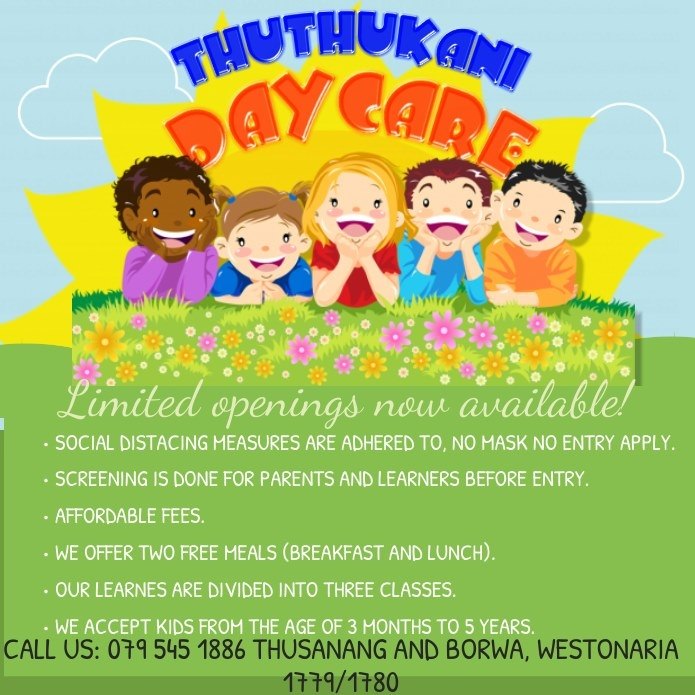 THUTHUKANI
DAY CARE
Limited openings now available!
• SOCIAL DISTACING MEASURES ARE ADHERED TO, NO MASK NO ENTRY APPLY.
• SCREENING IS DONE FOR PARENTS AND LEARNERS BEFORE ENTRY.
• AFFORDABLE FEES.
• WE OFFER TWO FREE MEALS (BREAKFAST AND LUNCH).
• OUR LEARNES ARE DIVIDED INTO THREE CLASSES.
• WE ACCEPT KIDS FROM THE AGE OF 3 MONTHS TO 5 YEARS.
CALL US: 079 545 1886 THUSANANG AND BORWA, WESTONARIA
1779/1780